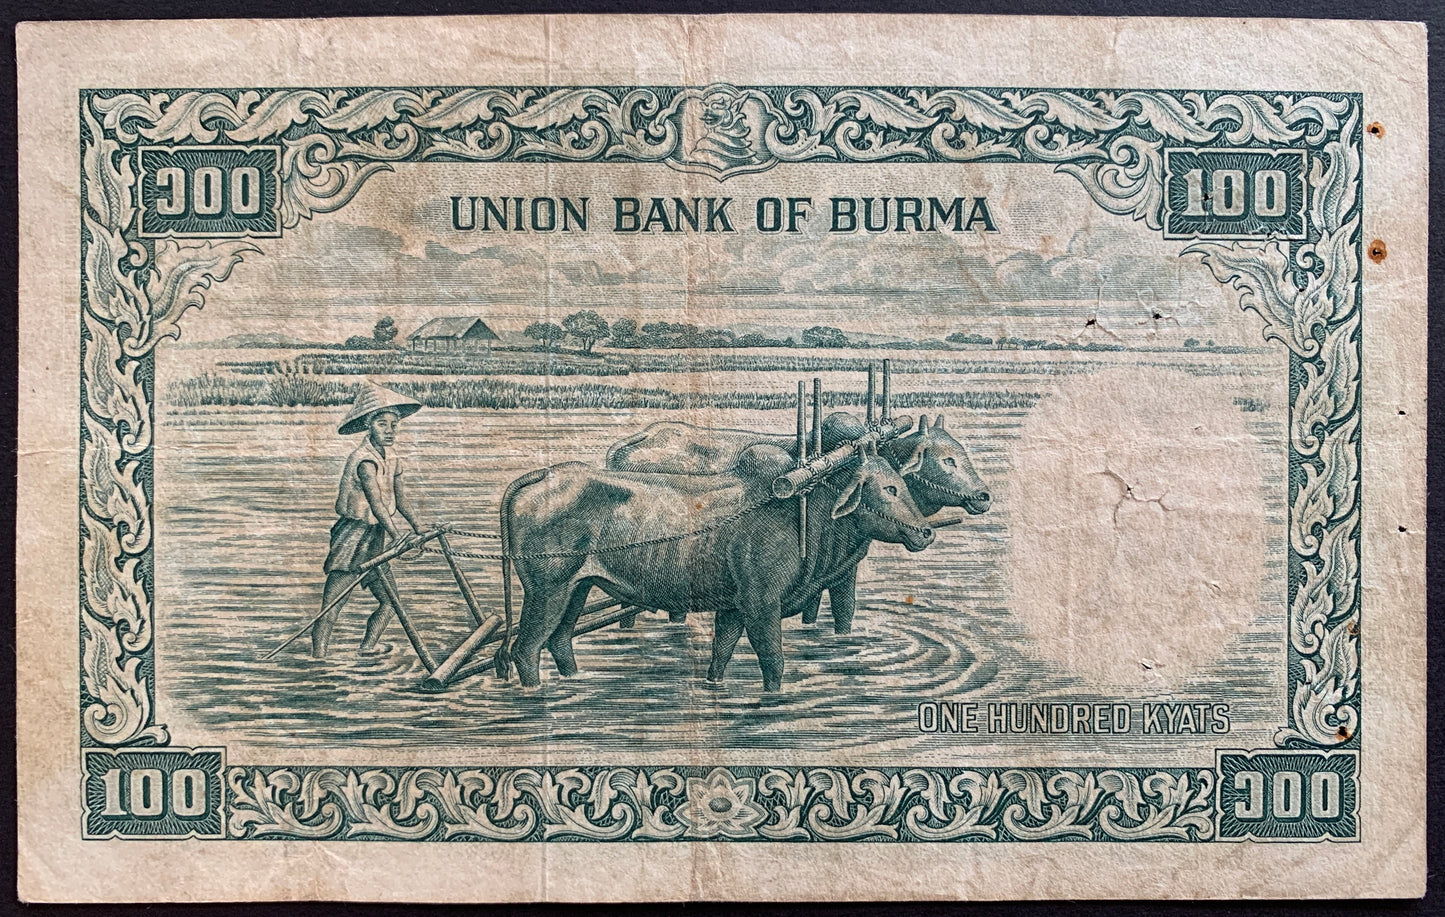 ၁၀၀ 100
UNION BANK OF BURMA
ONE HUNDRED KYATS
100 ၁၀၀